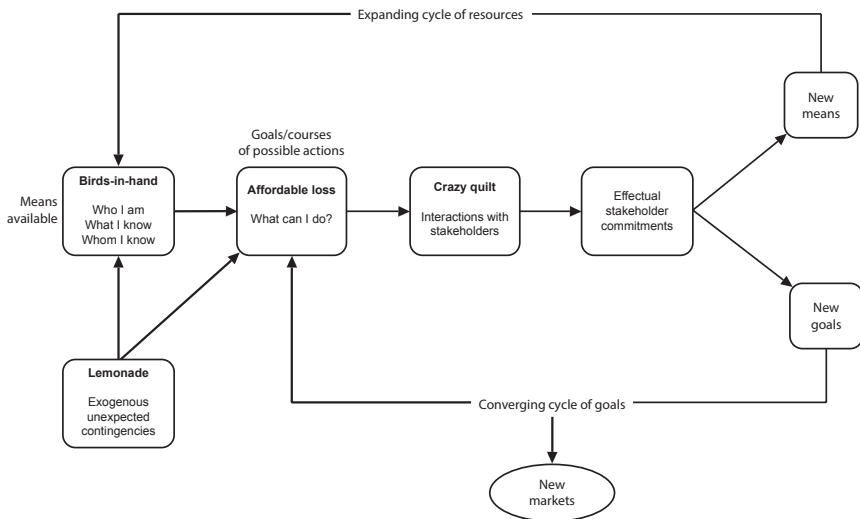 Expanding cycle of resources
New
means
Goals/courses
of possible actions
Means
available
Birds-in-hand
Who I am
What I know
Whom I know
Affordable loss
What can I do?
Crazy quilt
Interactions with
stakeholders
Effectual
stakeholder
commitments
New
goals
Lemonade
Exogenous
unexpected
contingencies
Converging cycle of goals
New
markets